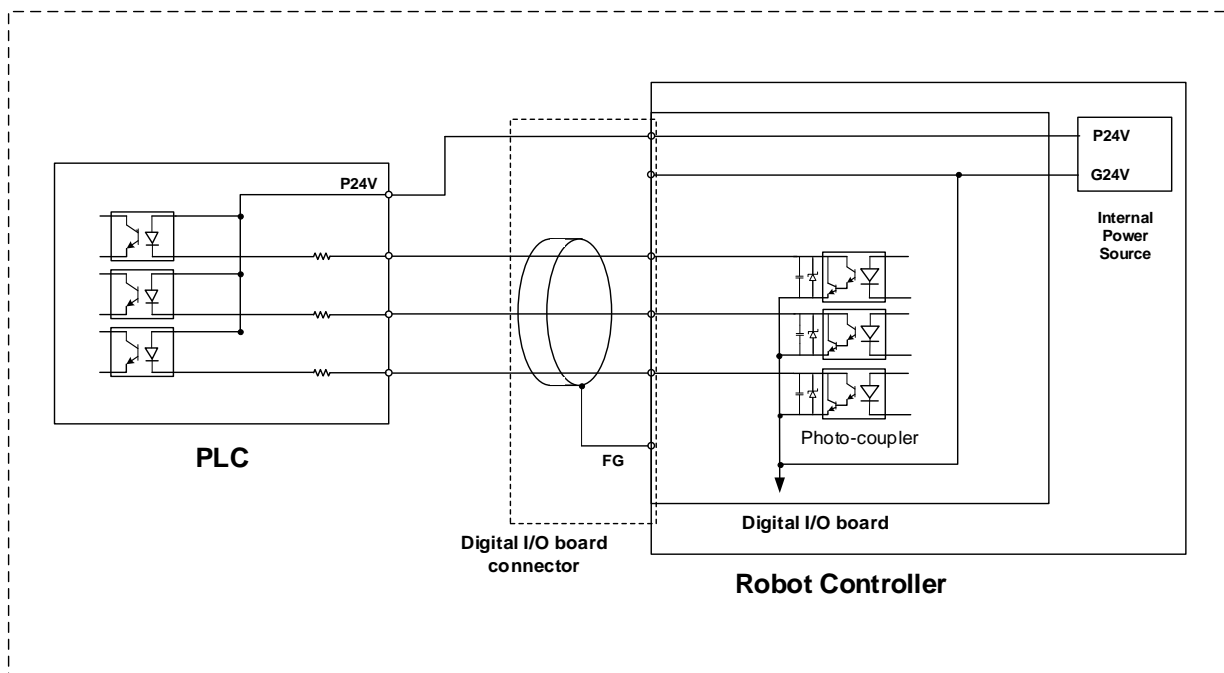 P24V
P24V
G24V
Internal
Power
Source
PLC
FG
Photo-coupler
Digital I/O board
Digital I/O board
connector
Robot Controller